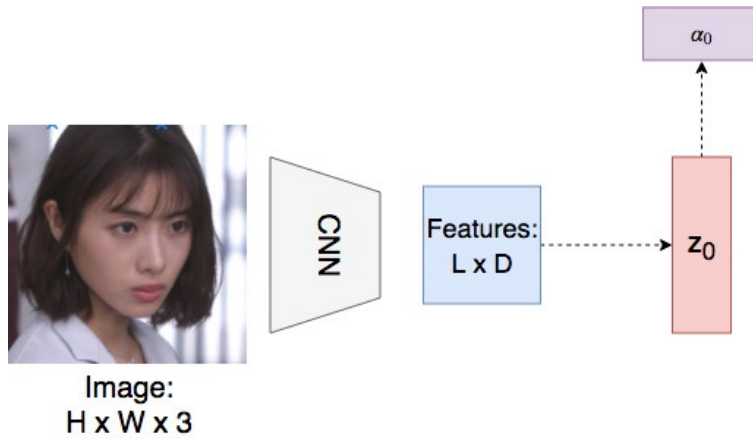 α₀
CNN
Features:
L x D
z₀
Image:
H x W x 3